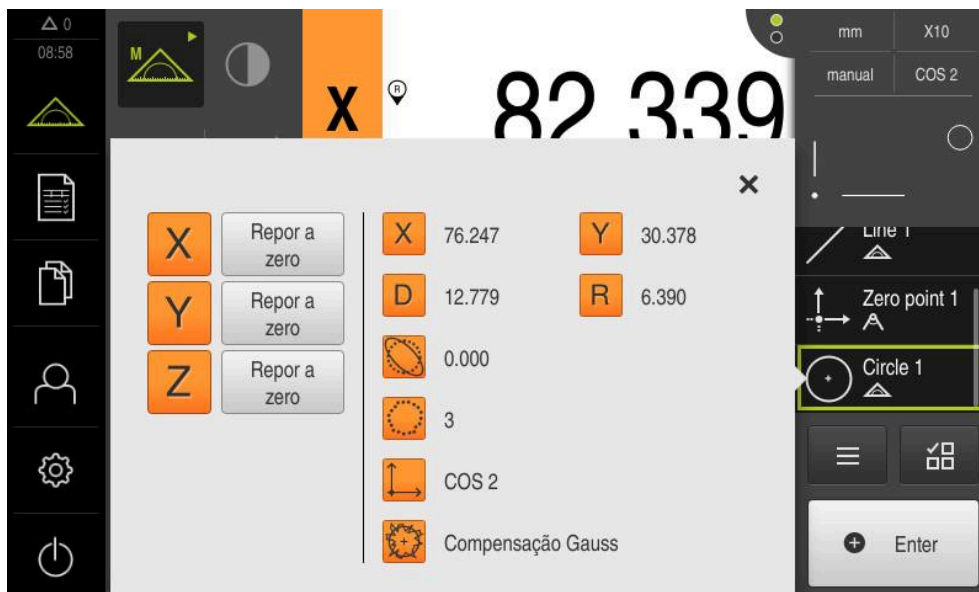 0
08:58
M
X
R
82.339
mm
X10
manual
COS 2
X
Repor a
zero
Y
Repor a
zero
Z
Repor a
zero
X
76.247
Y
30.378
D
12.779
R
6.390
0.000
3
COS 2
Compensação Gauss
Line 1
Zero point 1
Circle 1
Enter